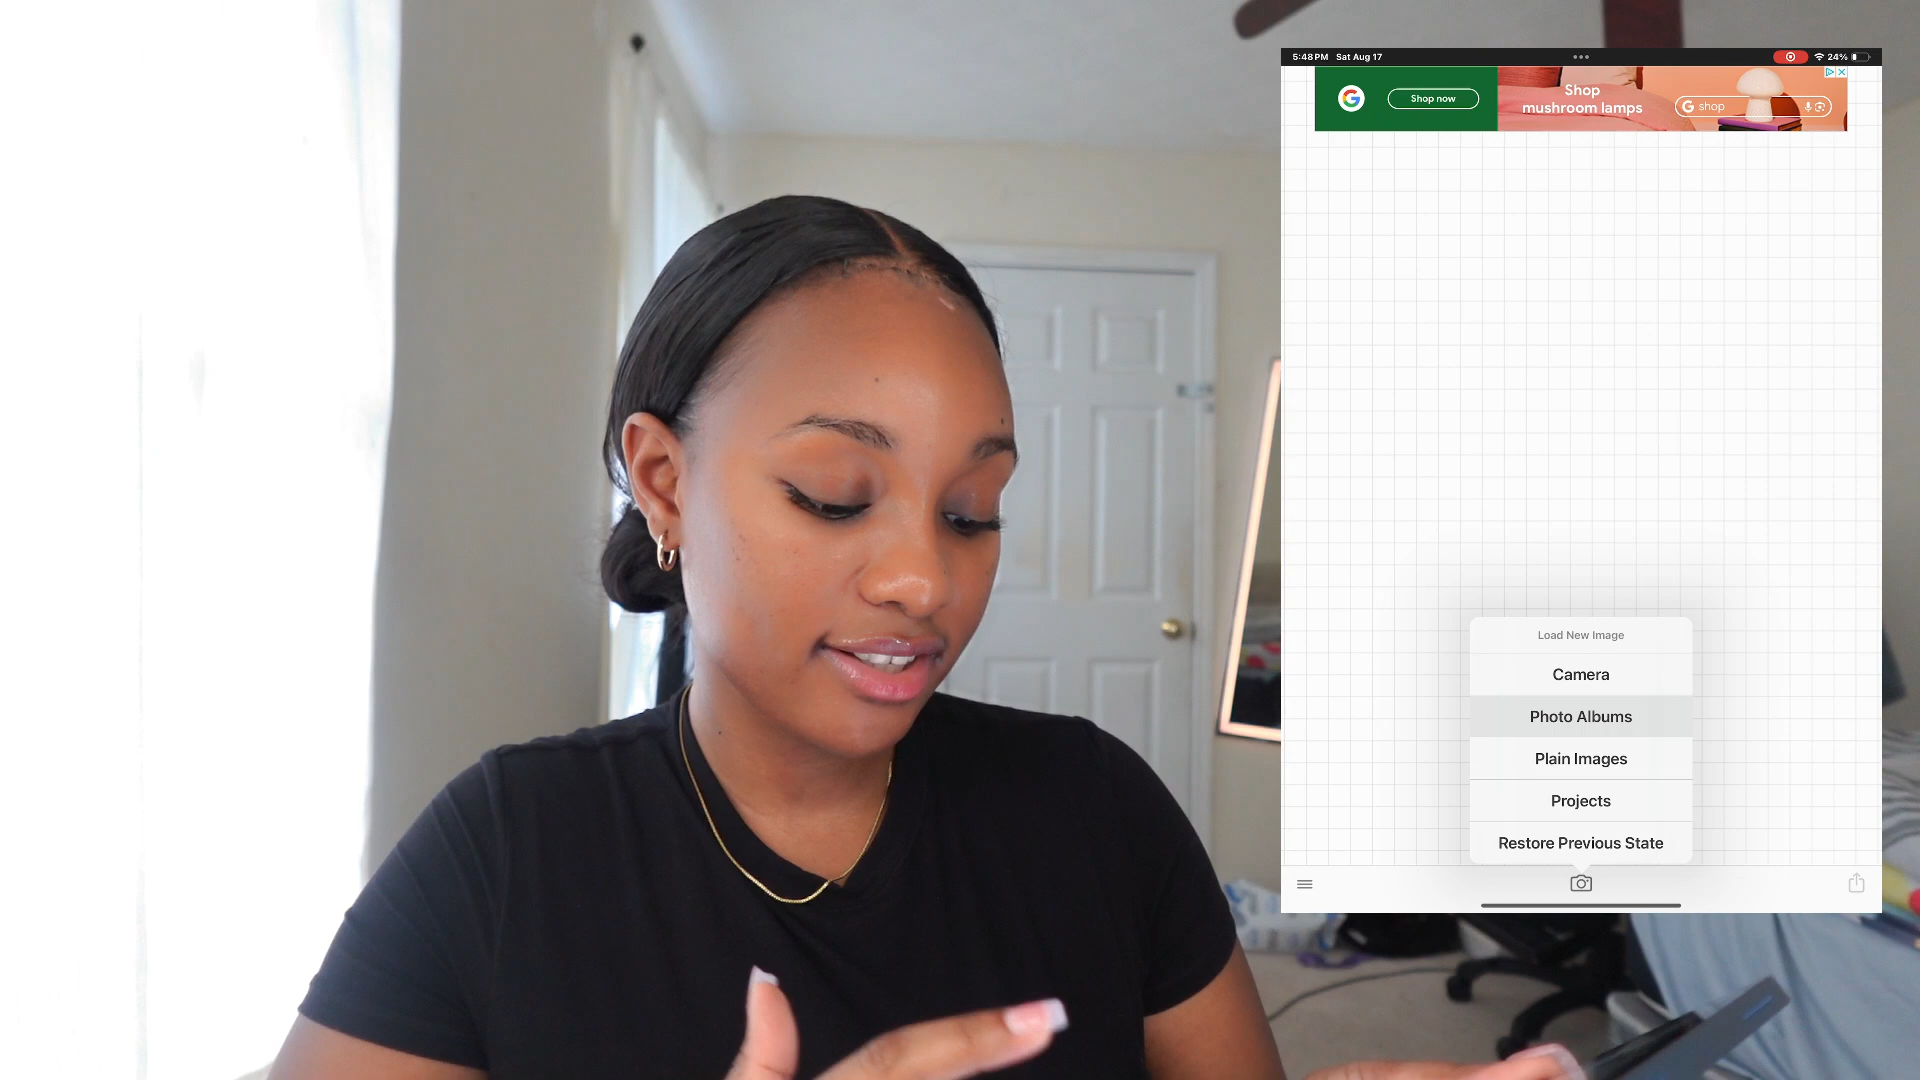 5:48 PM Sat Aug 17
24%
Shop now
Shop
mushroom lamps
G shop
Load New Image
Camera
Photo Albums
Plain Images
Projects
Restore Previous State